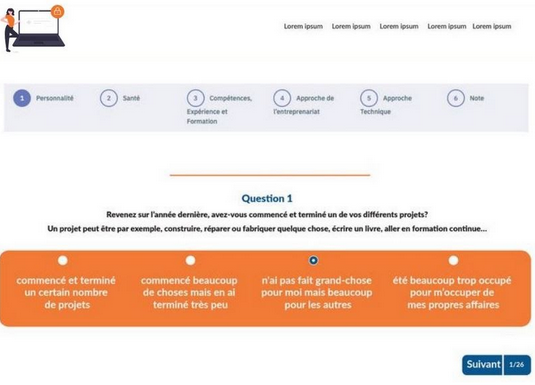 Lorem ipsum Lorem ipsum Lorem ipsum Lorem ipsum Lorem ipsum
1 Personnalité
2 Santé
3 Compétences,
Expérience et
Formation
4 Approche de
l'entreprenariat
5 Approche
Technique
6 Note
Question 1
Revenez sur l'année dernière, avez-vous commencé et terminé un de vos différents projets?
Un projet peut être par exemple, construire, réparer ou fabriquer quelque chose, écrire un livre, aller en formation continue...
commencé et terminé
un certain nombre
de projets
commencé beaucoup
de choses mais en ai
terminé très peu
n'ai pas fait grand-chose
pour moi mais beaucoup
pour les autres
été beaucoup trop occupé
pour m'occuper de
mes propres affaires
Suivant 1/26